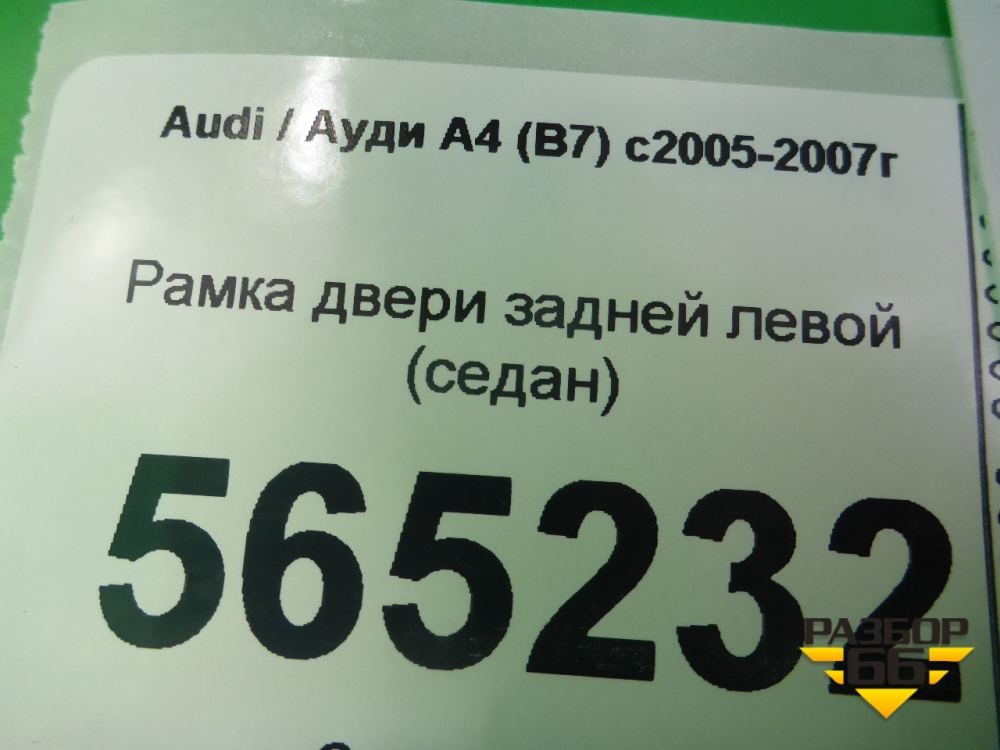 Audi / Ауди А4 (В7) с2005-2007г
Рамка двери задней левой
(седан)
565232
РАЗБОР
66